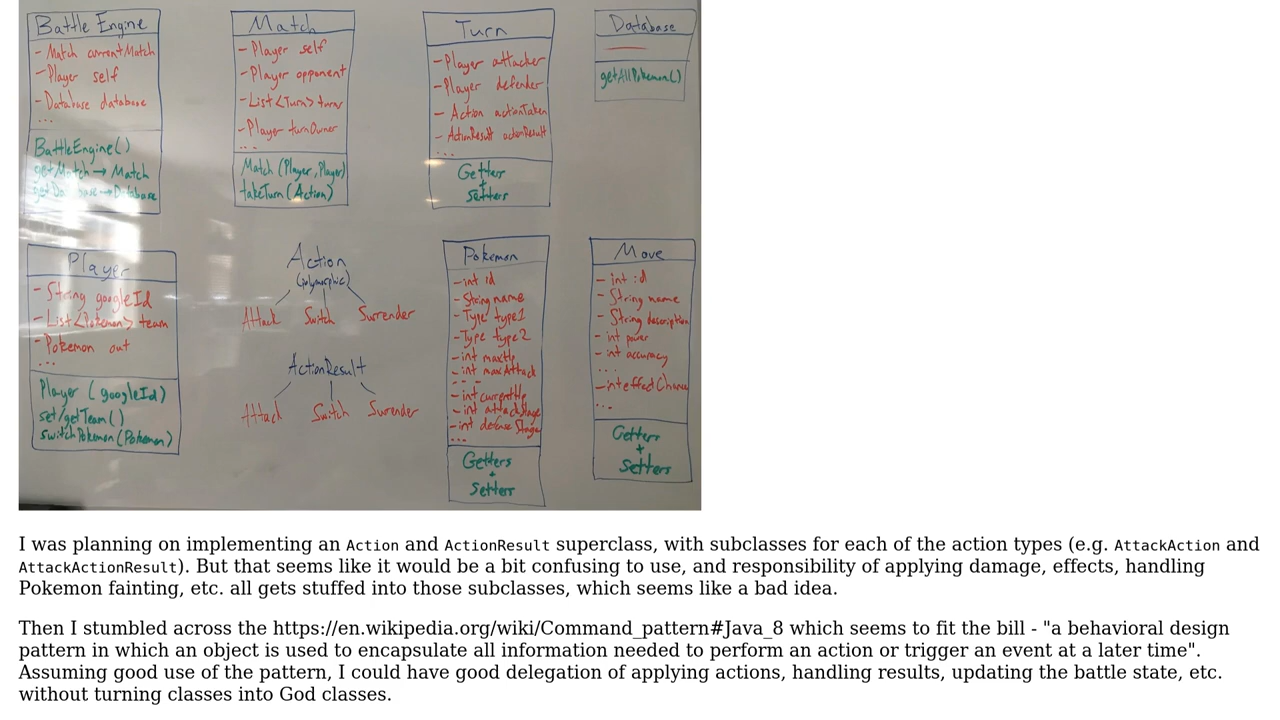 Battle Engine
- Match currentMatch
- Player self
- Database database
...
BattleEngine()
getMatch → Match
getDatabase → Database
Match
- Player self
- Player opponent
- List<Turn> turns
- Player turnOwner
...
Match (Player, Player)
takeTurn (Action)
Turn
- Player attacker
- Player defender
- Action actionTaken
- ActionResult actionResult
...
Getters
+
Setters
Database
getAllPokemon()
Player
- String googleId
- List<Pokemon> team
- Pokemon out
...
Player (googleId)
set/getTeam()
switchPokemon (Pokemon)
Action
(polymorphic)
Attack Switch Surrender
ActionResult
Attack Switch Surender
Pokemon
- int id
- String name
- Type type1
- Type type2
- int maxHp
- int maxAttack
- - -
- int currentHp
- int attackStage
- int defense Stage
...
Getters
+
Setters
Move
- int id
- String name
- String description
- int power
- int accuracy
...
- int effectChance
...
Getters
+
Setters
I was planning on implementing an Action and ActionResult superclass, with subclasses for each of the action types (e.g. AttackAction and
AttackActionResult). But that seems like it would be a bit confusing to use, and responsibility of applying damage, effects, handling
Pokemon fainting, etc. all gets stuffed into those subclasses, which seems like a bad idea.
Then I stumbled across the https://en.wikipedia.org/wiki/Command_pattern#Java_8 which seems to fit the bill - "a behavioral design
pattern in which an object is used to encapsulate all information needed to perform an action or trigger an event at a later time".
Assuming good use of the pattern, I could have good delegation of applying actions, handling results, updating the battle state, etc.
without turning classes into God classes.